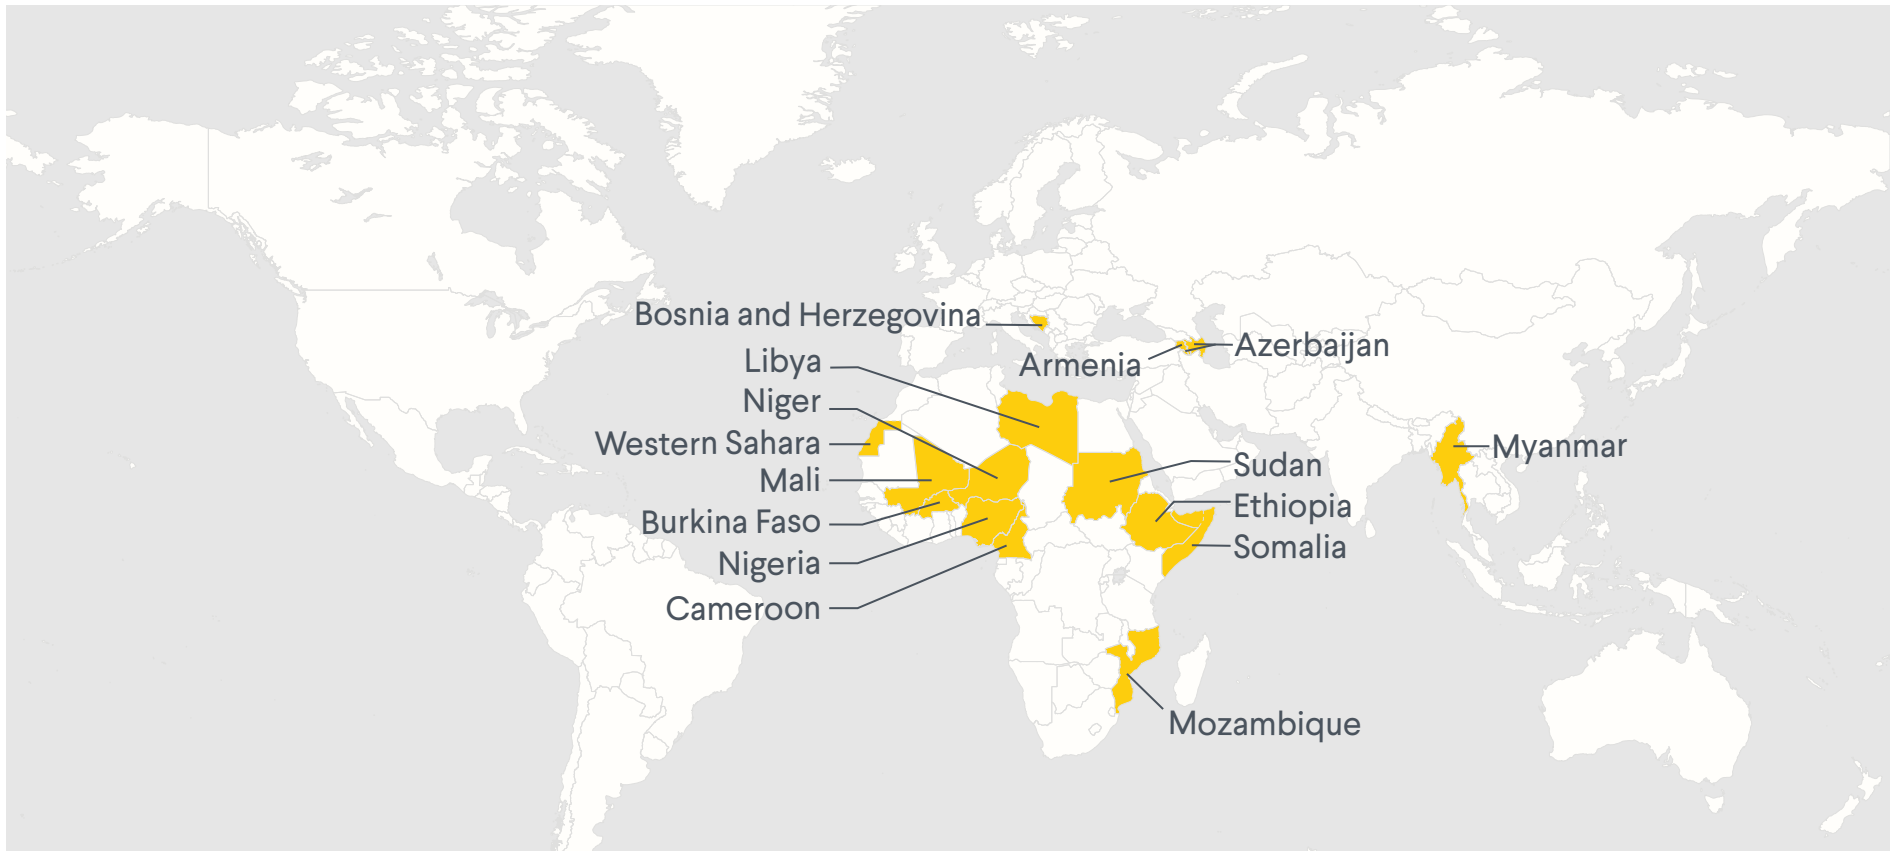 Bosnia and Herzegovina
Libya
Armenia
Azerbaijan
Niger
Western Sahara
Myanmar
Mali
Sudan
Burkina Faso
Ethiopia
Nigeria
Somalia
Cameroon
Mozambique